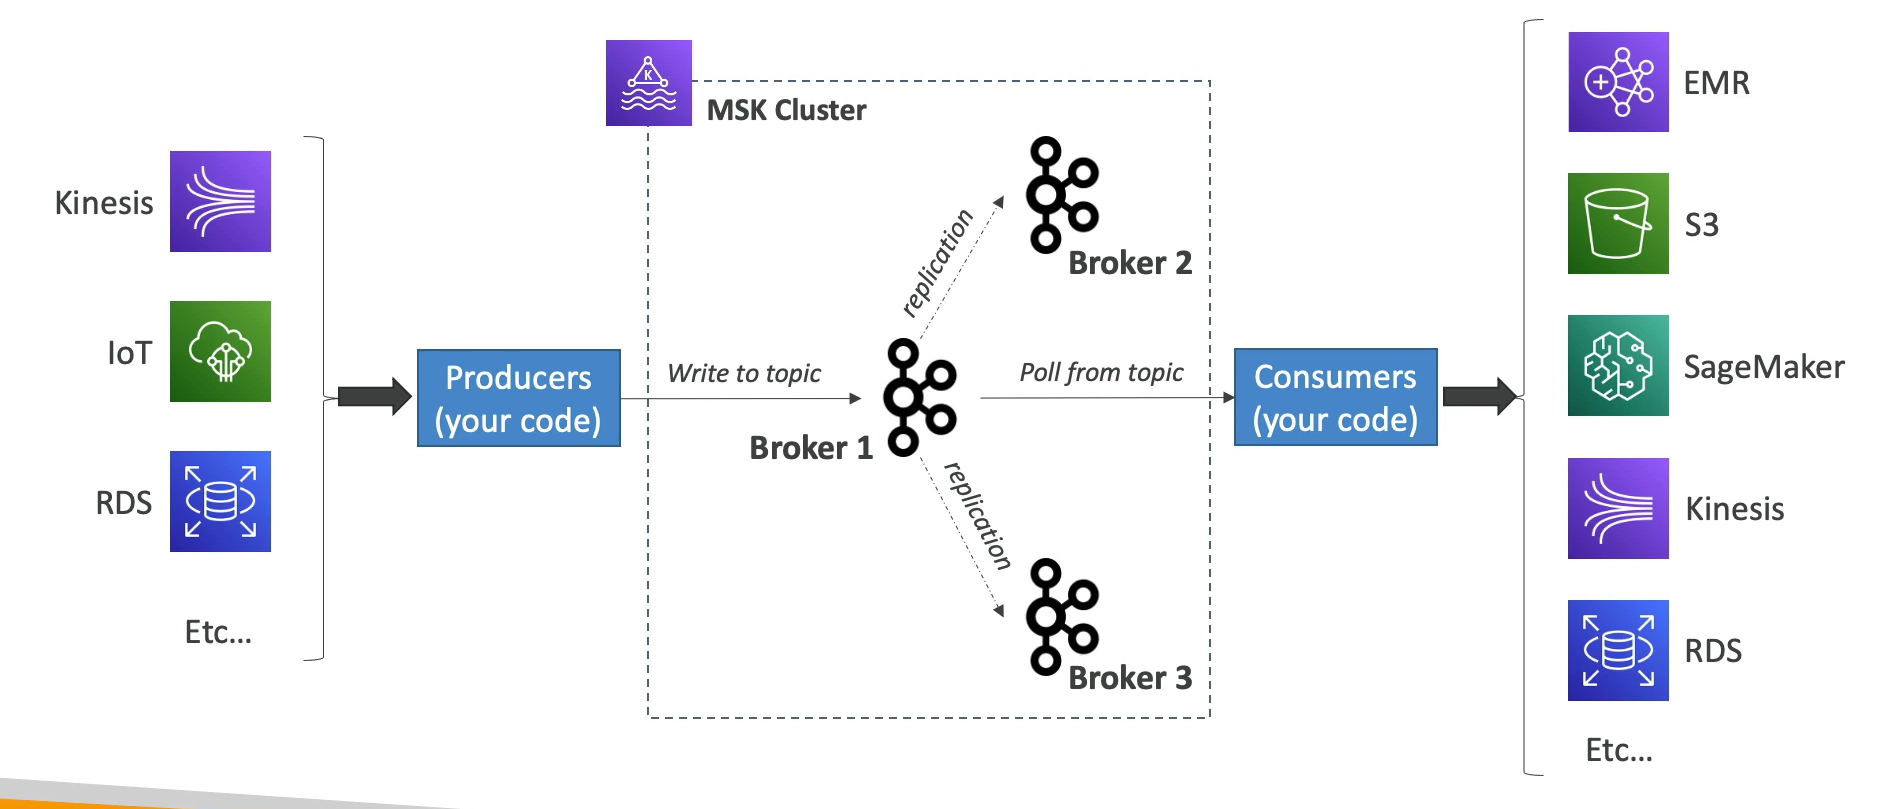 MSK Cluster
K
Kinesis
IoT
RDS
Etc...
Producers
(your code)
Write to topic
Broker 1
replication
Broker 2
replication
Broker 3
Poll from topic
Consumers
(your code)
EMR
S3
SageMaker
Kinesis
RDS
Etc...